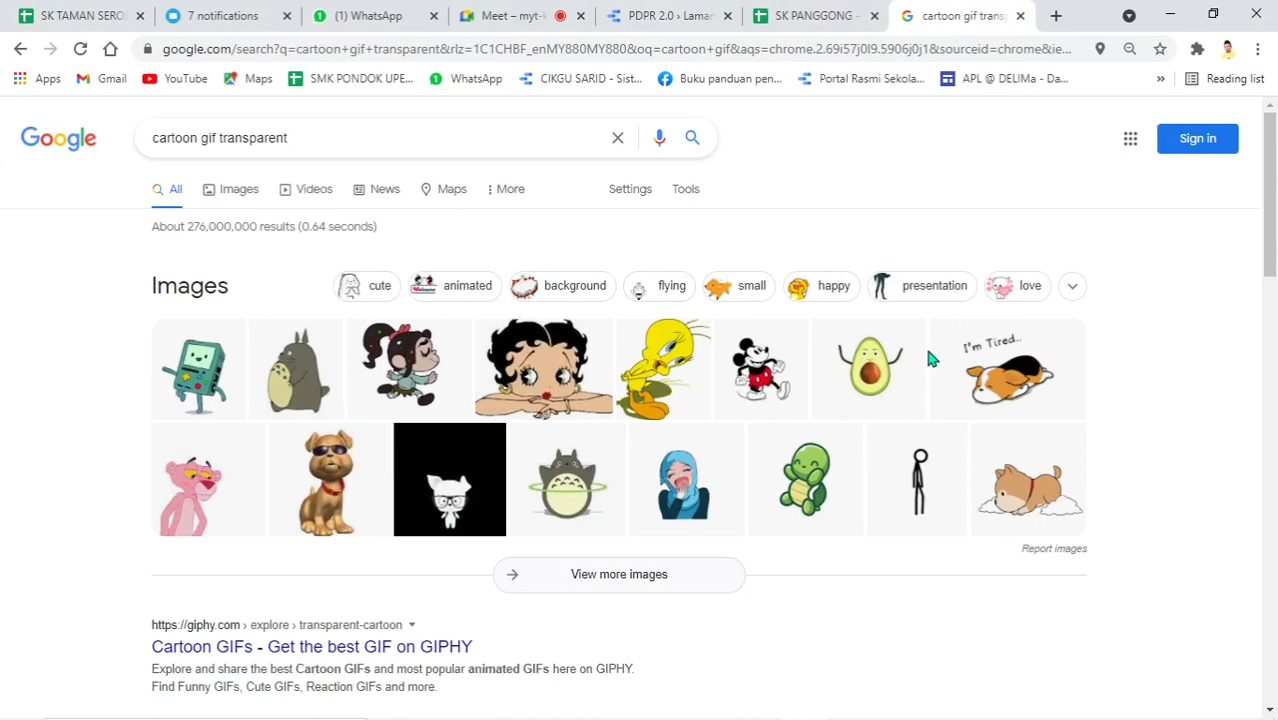 SK TAMAN SERO
7 notifications
(1) WhatsApp
Meet – myt-
PDPR 2.0 › Laman
SK PANGGONG -
cartoon gif trans
google.com/search?q=cartoon+gif+transparent&rlz=1C1CHBF_enMY880MY880&oq=cartoon+gif&aqs=chrome.2.69i57j0l9.5906j0j1&sourceid=chrome&ie...
Apps
Gmail
YouTube
Maps
SMK PONDOK UPE...
WhatsApp
CIKGU SARID - Sist...
Buku panduan pen...
Portal Rasmi Sekola...
APL @ DELIMa - Da...
»
Reading list
Google
cartoon gif transparent
Sign in
All
Images
Videos
News
Maps
More
Settings
Tools
About 276,000,000 results (0.64 seconds)
Images
cute
animated
background
flying
small
happy
presentation
love
I'm Tired...
Report images
View more images
https://giphy.com › explore › transparent-cartoon
Cartoon GIFs - Get the best GIF on GIPHY
Explore and share the best Cartoon GIFs and most popular animated GIFs here on GIPHY.
Find Funny GIFs, Cute GIFs, Reaction GIFs and more.